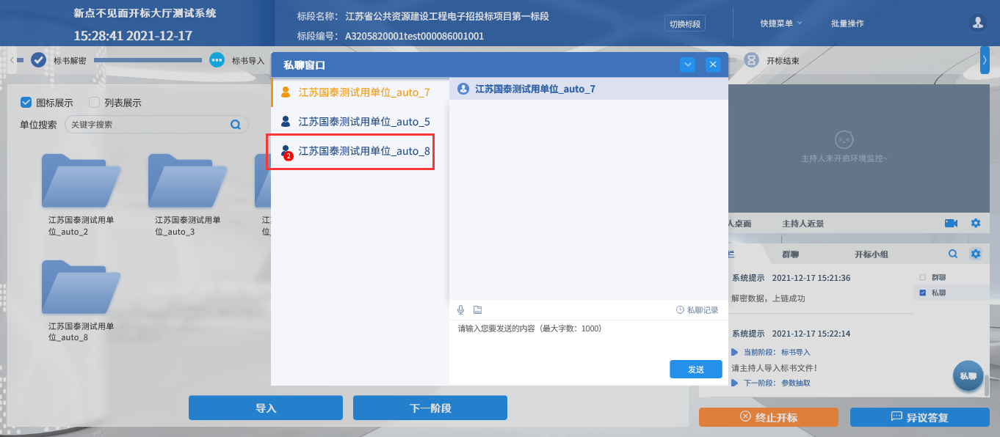 新点不见面开标大厅测试系统
15:28:41 2021-12-17
标段名称： 江苏省公共资源建设工程电子招投标项目第一标段
标段编号： A3205820001test000086001001
切换标段
快捷菜单
批量操作
标书解密
标书导入
开标结束
图标展示
列表展示
单位搜索
关键字搜索
江苏国泰测试用单
位_auto_2
江苏国泰测试用单
位_auto_3
江
位
江苏国泰测试用单
位_auto_8
导入
下一阶段
私聊窗口
江苏国泰测试用单位_auto_7
江苏国泰测试用单位_auto_5
2
江苏国泰测试用单位_auto_8
江苏国泰测试用单位_auto_7
私聊记录
请输入您要发送的内容（最大字数：1000）
发送
>_<
主持人未开启环境监控~
人桌面
主持人近景
栏
群聊
开标小组
群聊
私聊
系统提示 2021-12-17 15:21:36
解密数据，上链成功
系统提示 2021-12-17 15:22:14
当前阶段： 标书导入
请主持人导入标书文件！
下一阶段： 参数抽取
私聊
终止开标
异议答复